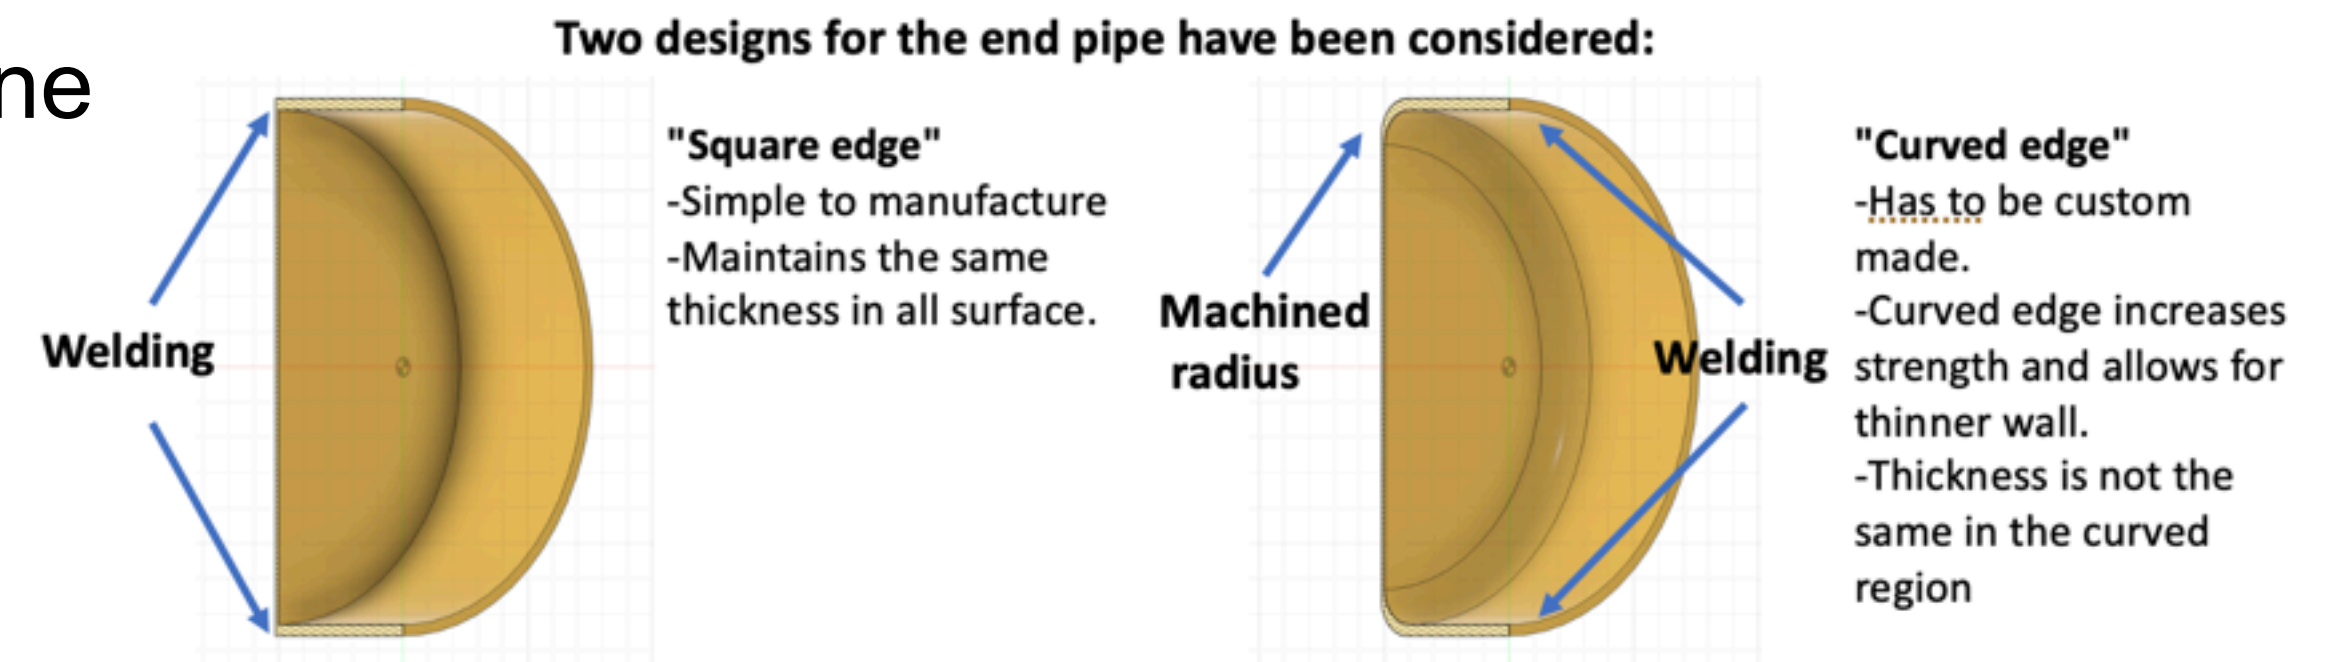 ne
Two designs for the end pipe have been considered:
Welding
"Square edge"
-Simple to manufacture
-Maintains the same
thickness in all surface.
Machined
radius
Welding
"Curved edge"
-Has to be custom
made.
-Curved edge increases
strength and allows for
thinner wall.
-Thickness is not the
same in the curved
region